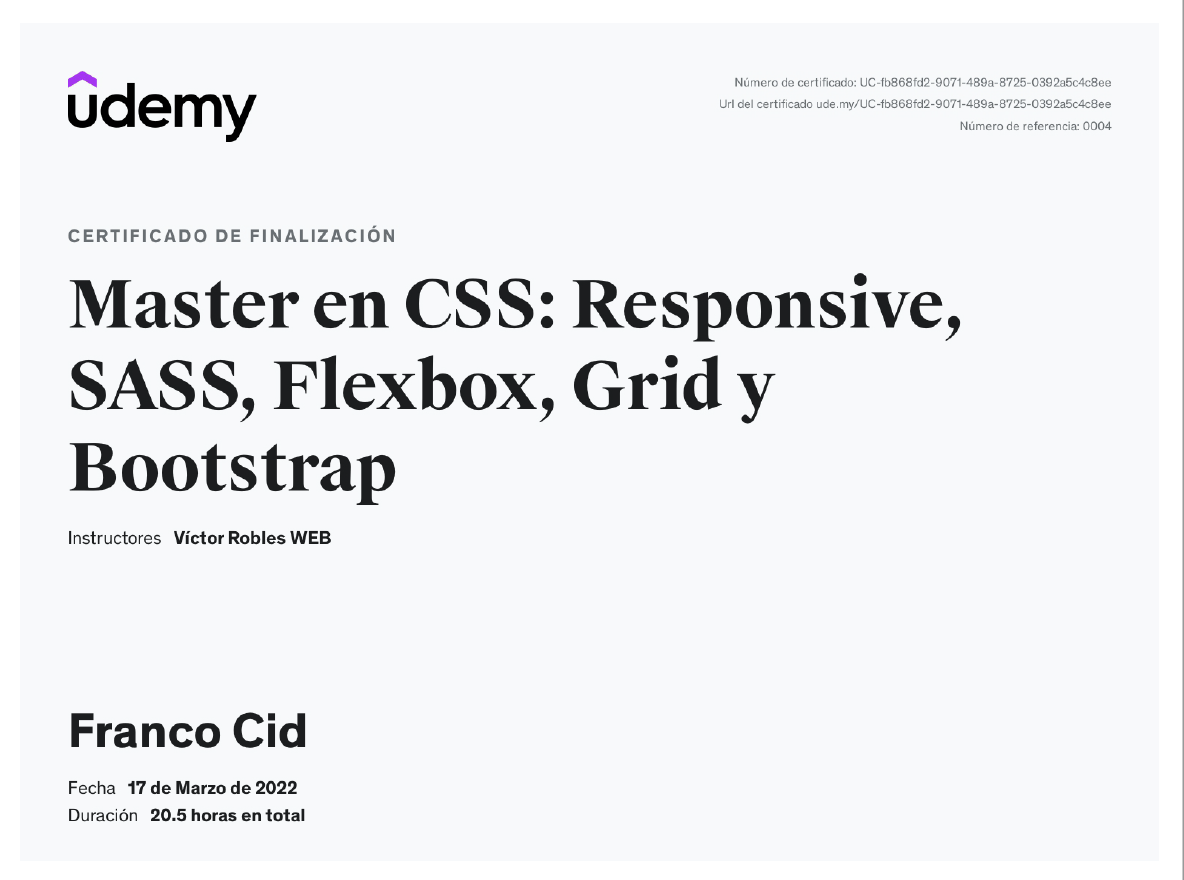 udemy
Número de certificado: UC-fb868fd2-9071-489a-8725-0392a5c4c8ee
Url del certificado ude.my/UC-fb868fd2-9071-489a-8725-0392a5c4c8ee
Número de referencia: 0004
CERTIFICADO DE FINALIZACIÓN
Master en CSS: Responsive,
SASS, Flexbox, Grid y
Bootstrap
Instructores Víctor Robles WEB
Franco Cid
Fecha 17 de Marzo de 2022
Duración 20.5 horas en total